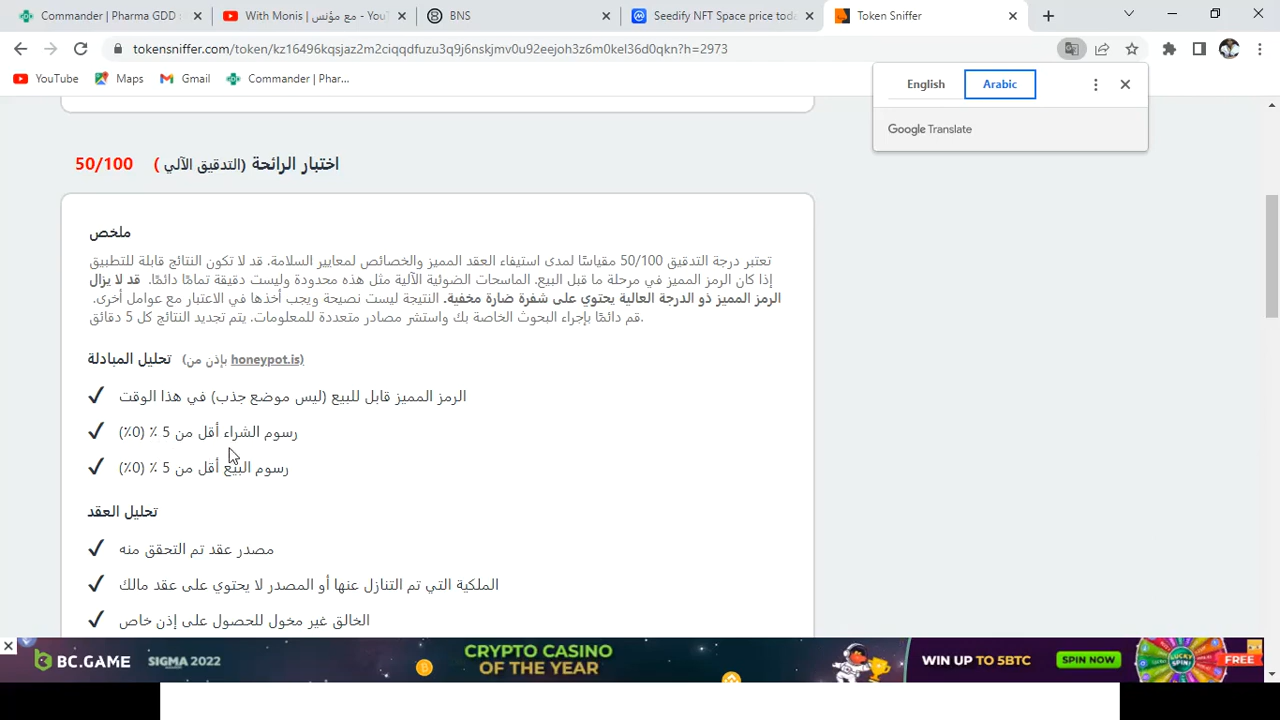 Commander | Pharma GDD
With Monis | مع مؤنس - You
BNS
Seedify NFT Space price toda
Token Sniffer
tokensniffer.com/token/kz16496kqsjaz2m2ciqqdfuzu3q9j6nskjmv0u92eejoh3z6m0kel36d0qkn?h=2973
YouTube
Maps
Gmail
Commander | Phar...
English
Arabic
Google Translate
اختبار الرائحة (التدقيق الآلي ) 50/100
ملخص
تعتبر درجة التدقيق 50/100 مقياسًا لمدى استيفاء العقد المميز والخصائص لمعايير السلامة. قد لا تكون النتائج قابلة للتطبيق
إذا كان الرمز المميز في مرحلة ما قبل البيع. الماسحات الضوئية الآلية مثل هذه محدودة وليست دقيقة تمامًا دائمًا. قد لا يزال
الرمز المميز ذو الدرجة العالية يحتوي على شفرة ضارة مخفية. النتيجة ليست نصيحة ويجب أخذها في الاعتبار مع عوامل أخرى.
قم دائمًا بإجراء البحوث الخاصة بك واستشر مصادر متعددة للمعلومات. يتم تجديد النتائج كل 5 دقائق.
تحليل المبادلة (بإذن من honeypot.is)
الرمز المميز قابل للبيع (ليس موضع جذب) في هذا الوقت
رسوم الشراء أقل من 5 ٪ (0٪)
رسوم البيع أقل من 5 ٪ (0٪)
تحليل العقد
مصدر عقد تم التحقق منه
الملكية التي تم التنازل عنها أو المصدر لا يحتوي على عقد مالك
الخالق غير مخول للحصول على إذن خاص
BC.GAME
SIGMA 2022
CRYPTO CASINO
OF THE YEAR
WIN UP TO 5BTC
SPIN NOW
LUCKY
SPIN!
FREE